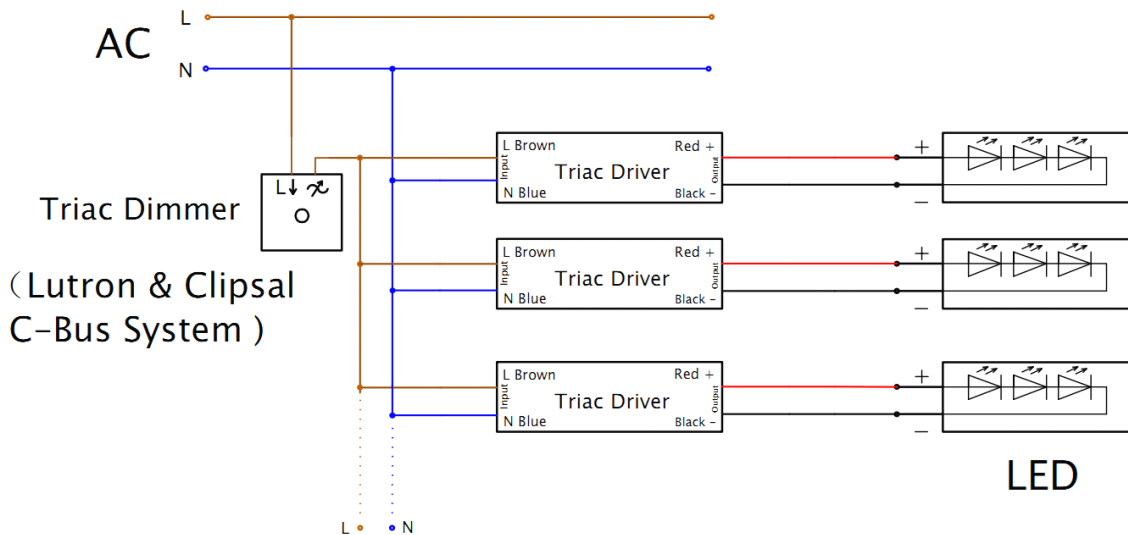 L
AC
N
L Brown
Red +
Input
Triac Driver
Output
N Blue
Black -
+
−
L
Triac Dimmer
（Lutron & Clipsal
C-Bus System )
L Brown
Red +
Input
Triac Driver
Output
N Blue
Black -
+
−
L Brown
Red +
Input
Triac Driver
Output
N Blue
Black -
+
−
LED
L
N